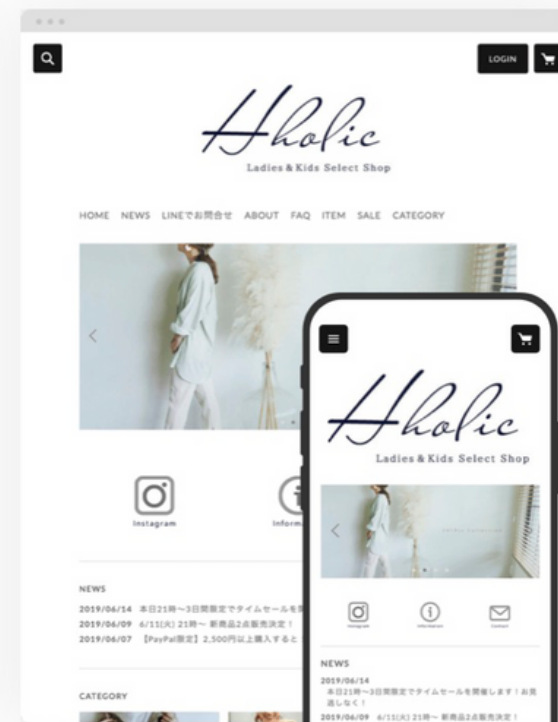 LOGIN
Hholic
Ladies & Kids Select Shop
HOME NEWS LINEでお問合せ ABOUT FAQ ITEM SALE CATEGORY
Instagram
Informa
NEWS
2019/06/14 本日21時〜3日間限定でタイムセールを
2019/06/09 6/11(火) 21時〜 新商品2点販売決定！
2019/06/07 【PayPal限定】2,500円以上購入すると
CATEGORY
Hholic
Ladies & Kids Select Shop
Instagram
Information
Contact
NEWS
2019/06/14
本日21時〜3日間限定でタイムセールを開催します！お見
逃しなく！
2019/06/09 6/11(火) 21時〜 新商品2点販売決定！